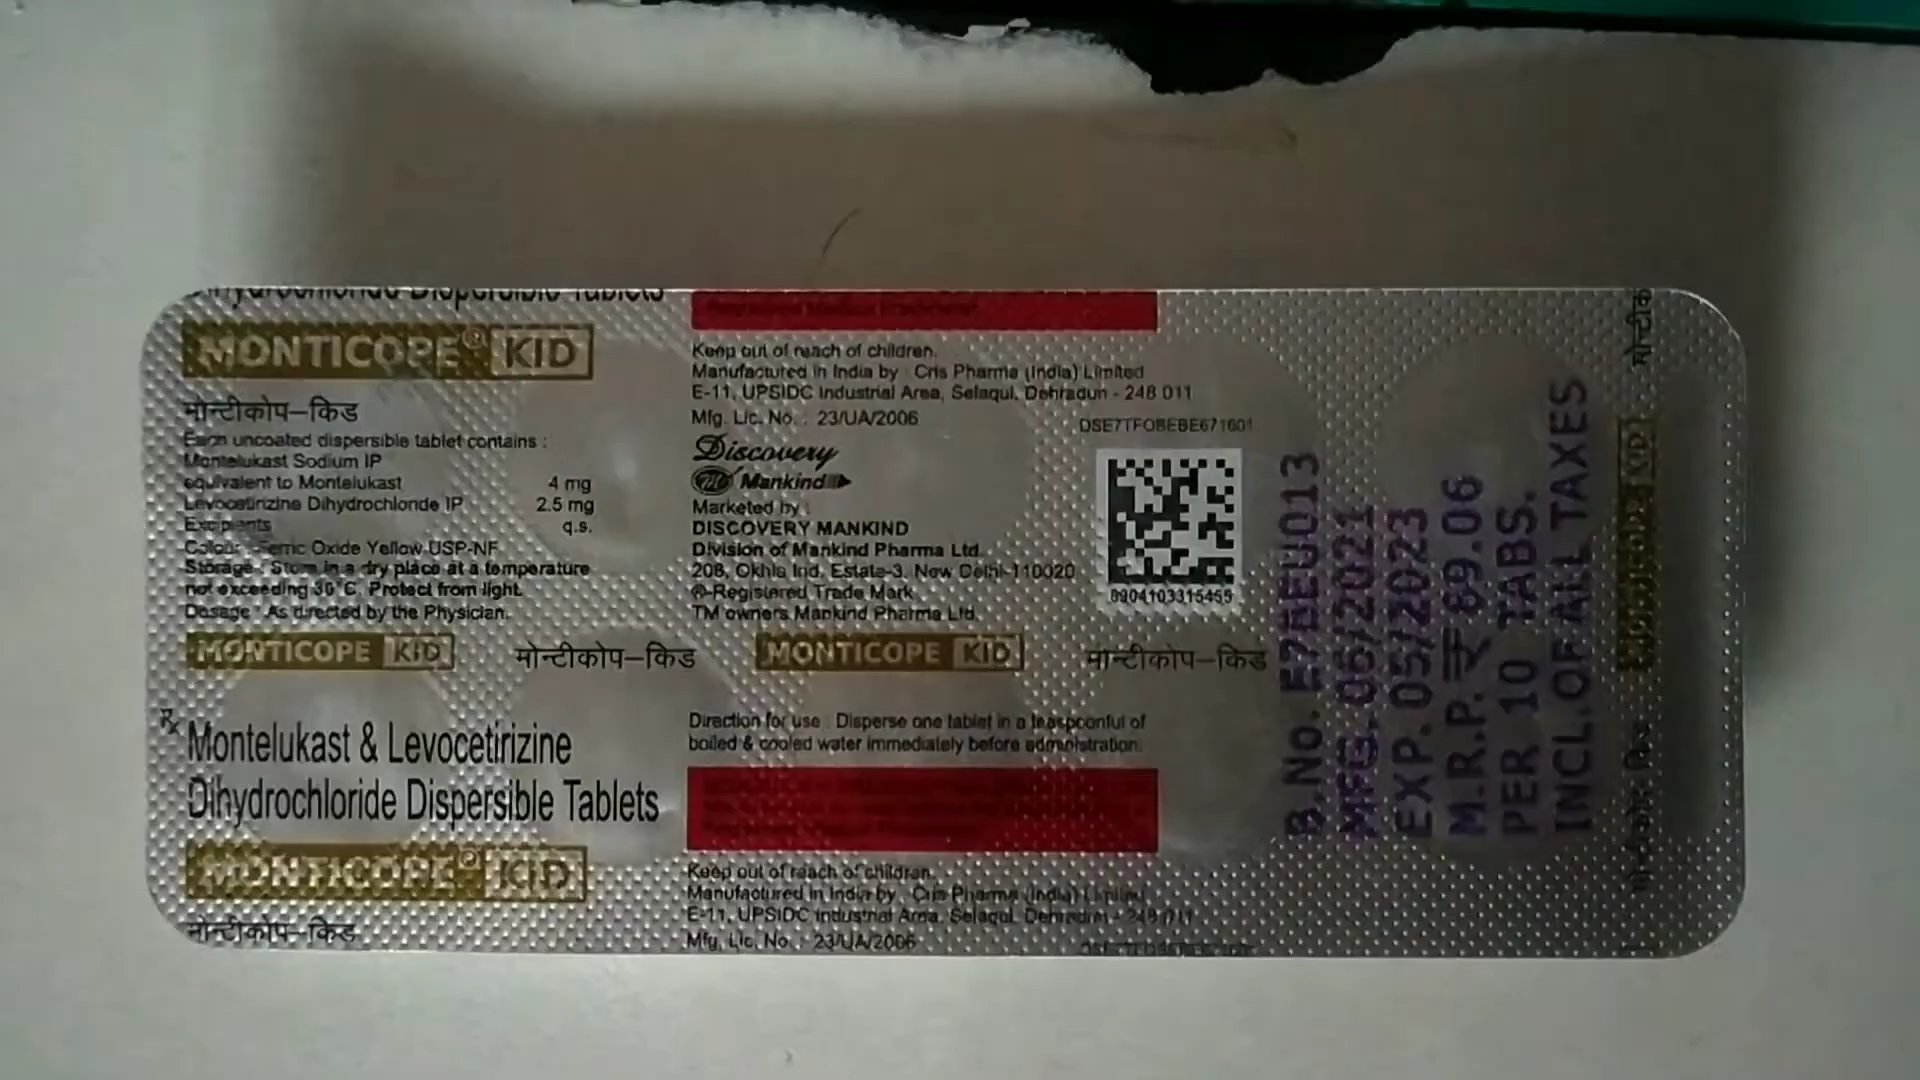 Dihydrochloride Dispersible Tablets
MONTICOPE® KID
मोन्टीकोप–किड
Each uncoated dispersible tablet contains :
Montelukast Sodium IP
equivalent to Montelukast 4 mg
Levocetirizine Dihydrochloride IP 2.5 mg
Excipients q.s.
Colour : Ferric Oxide Yellow USP-NF
Storage : Store in a dry place at a temperature
not exceeding 30°C. Protect from light.
Dosage : As directed by the Physician.
MONTICOPE KID मोन्टीकोप–किड MONTICOPE KID मोन्टीकोप–किड
Rx Montelukast & Levocetirizine
Dihydrochloride Dispersible Tablets
MONTICOPE® KID
मोन्टीकोप–किड
Registered Medical Practitioner
Keep out of reach of children.
Manufactured in India by : Cris Pharma (India) Limited
E-11, UPSIDC Industrial Area, Selaqui, Dehradun - 248 011
Mfg. Lic. No. : 23/UA/2006
Discovery
Mankind
Marketed by :
DISCOVERY MANKIND
Division of Mankind Pharma Ltd.
208, Okhla Ind. Estate-3, New Delhi-110020
®-Registered Trade Mark
TM owners Mankind Pharma Ltd.
DSE7TFOBEBE671601
8904103315455
Direction for use : Disperse one tablet in a teaspoonful of
boiled & cooled water immediately before administration.
Keep out of reach of children.
Manufactured in India by : Cris Pharma (India) Limited
E-11, UPSIDC Industrial Area, Selaqui, Dehradun - 248 011
Mfg. Lic. No. : 23/UA/2006
B.No. E7BEU013
MFG. 06/2021
EXP. 05/2023
M.R.P. ₹ 69.06
PER 10 TABS.
INCL.OF ALL TAXES
मोन्टीक
MONTICOPE KID
मोन्टीकोप–किड